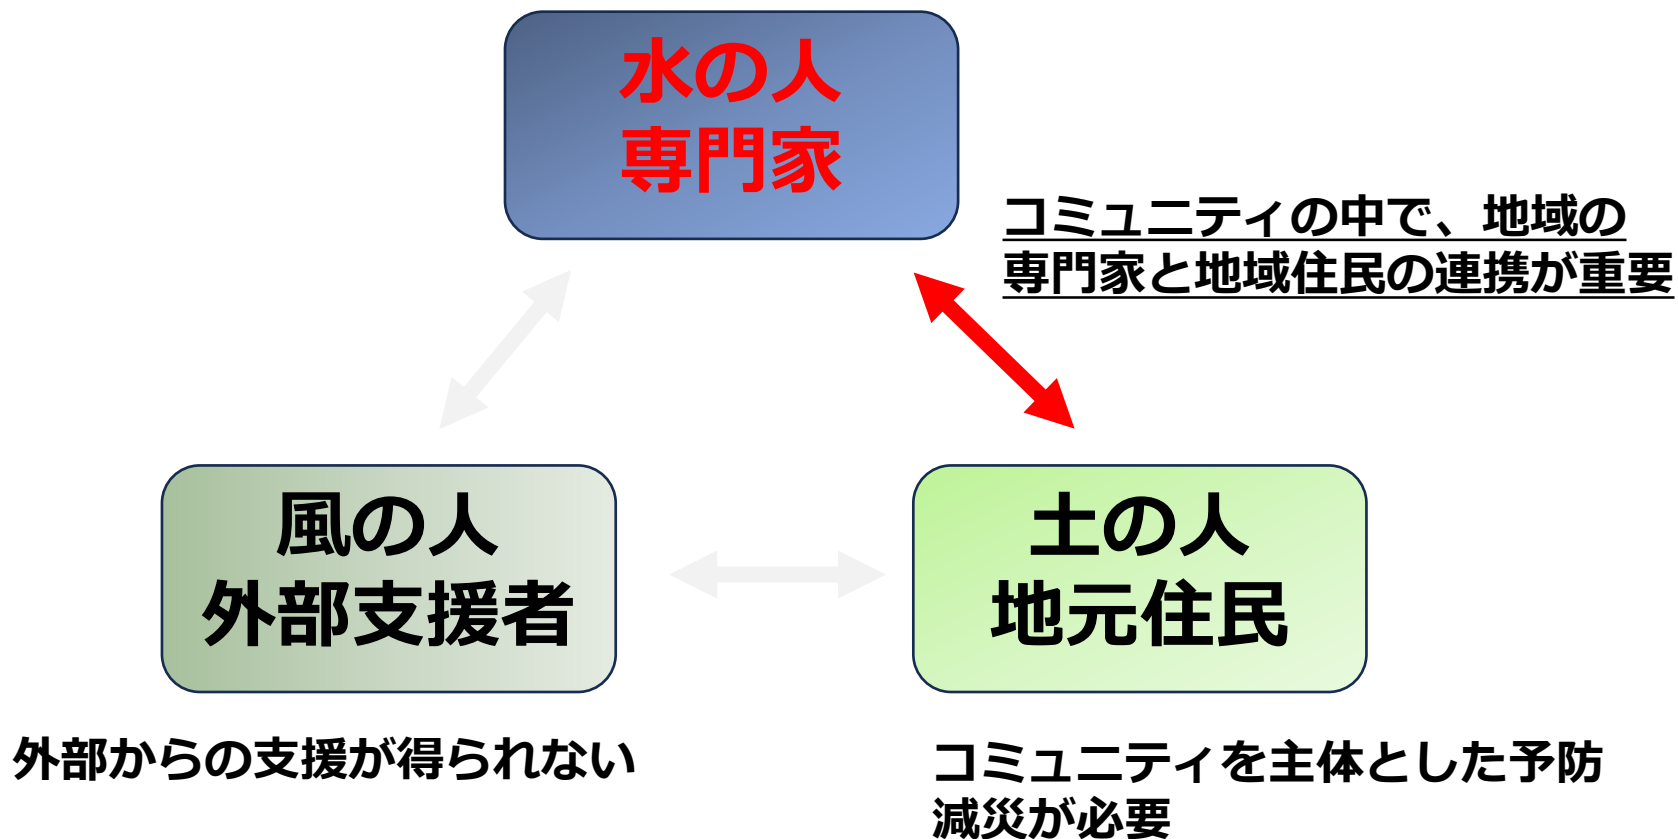 水の人
専門家
コミュニティの中で、地域の
専門家と地域住民の連携が重要
風の人
外部支援者
土の人
地元住民
外部からの支援が得られない
コミュニティを主体とした予防
減災が必要